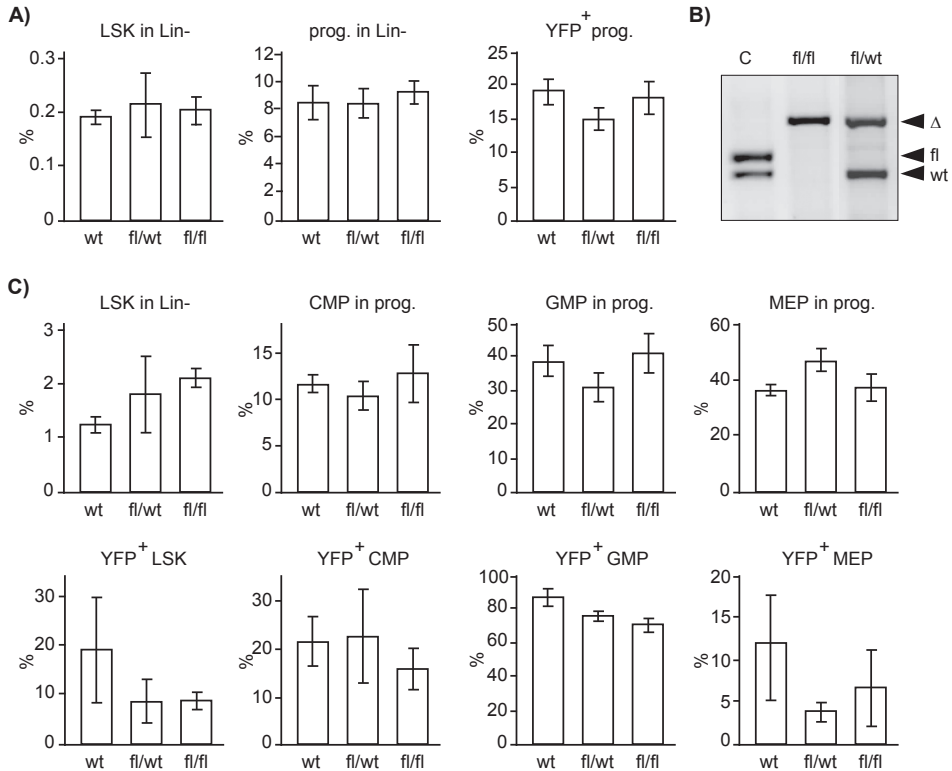 A)
LSK in Lin-
%
0.3
0.2
0.1
0
wt fl/wt fl/fl
prog. in Lin-
%
12
10
8
6
4
2
0
wt fl/wt fl/fl
YFP+ prog.
%
25
20
15
10
5
0
wt fl/wt fl/fl
B)
C fl/fl fl/wt
Δ
fl
wt
C)
LSK in Lin-
%
3
2
1
0
wt fl/wt fl/fl
CMP in prog.
%
15
10
5
0
wt fl/wt fl/fl
GMP in prog.
%
50
40
30
20
10
0
wt fl/wt fl/fl
MEP in prog.
%
60
40
20
0
wt fl/wt fl/fl
YFP+ LSK
%
30
20
10
0
wt fl/wt fl/fl
YFP+ CMP
%
30
20
10
0
wt fl/wt fl/fl
YFP+ GMP
%
100
80
60
40
20
0
wt fl/wt fl/fl
YFP+ MEP
%
20
15
10
5
0
wt fl/wt fl/fl